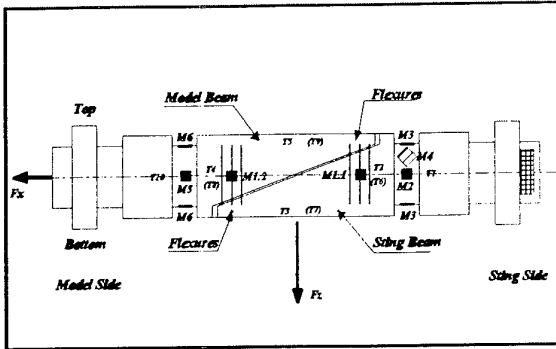 Model Beam
Flexures
Top
M6
T5 (T9)
M3
M4
T4
(T8)
M1:2
M1:1
T2
(T6)
Fx
T10
M5
M2
M6
T3 (T7)
M3
Bottom
Flexures
Sting Beam
Model Side
Fz
Sting Side